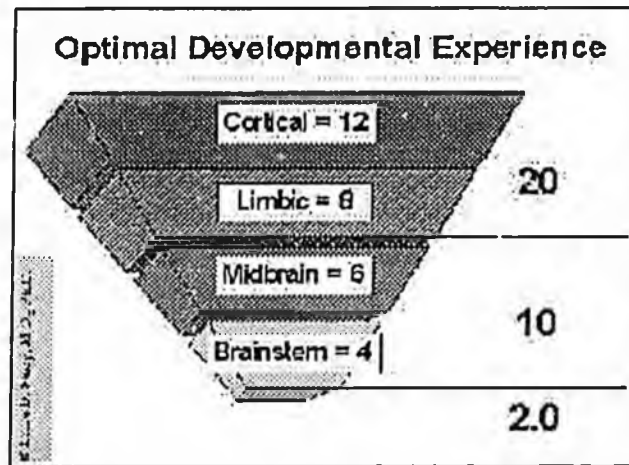 Optimal Developmental Experience
Cortical = 12
Limbic = 8
20
Midbrain = 6
10
Brainstem = 4
2.0